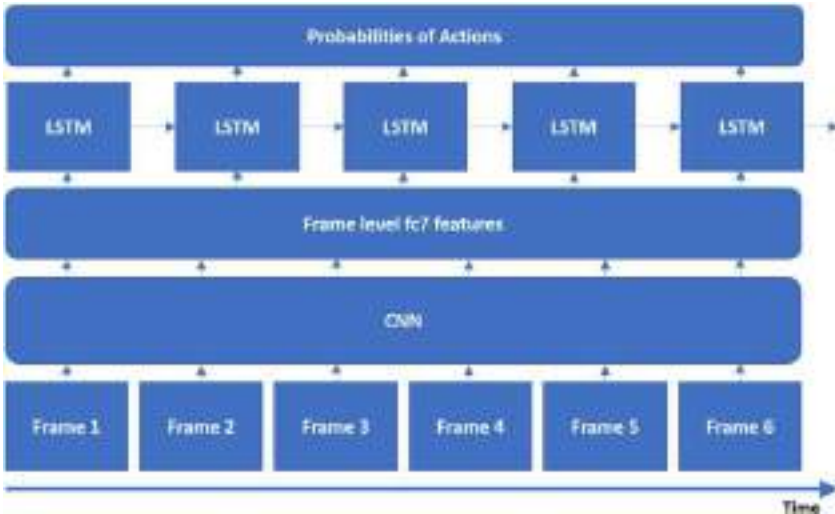 Probabilities of Actions
LSTM LSTM LSTM LSTM LSTM
Frame level fc7 features
CNN
Frame 1 Frame 2 Frame 3 Frame 4 Frame 5 Frame 6
Time